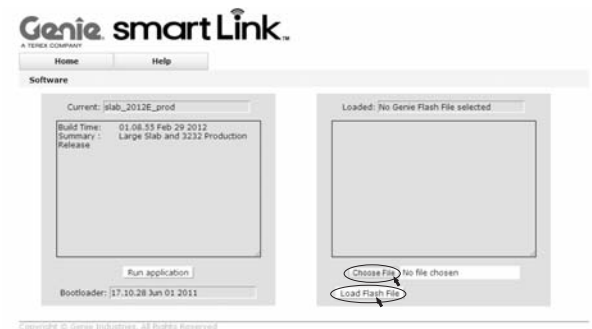 Genie smart Link™
A TEREX COMPANY
Home Help
Software
Current: slab_2012E_prod
Build Time: 01.08.55 Feb 29 2012
Summary : Large Slab and 3232 Production
Release
Run application
Bootloader: 17.10.28 Jun 01 2011
Loaded: No Genie Flash File selected
Choose File No file chosen
Load Flash File
Copyright © Genie Industries. All Rights Reserved